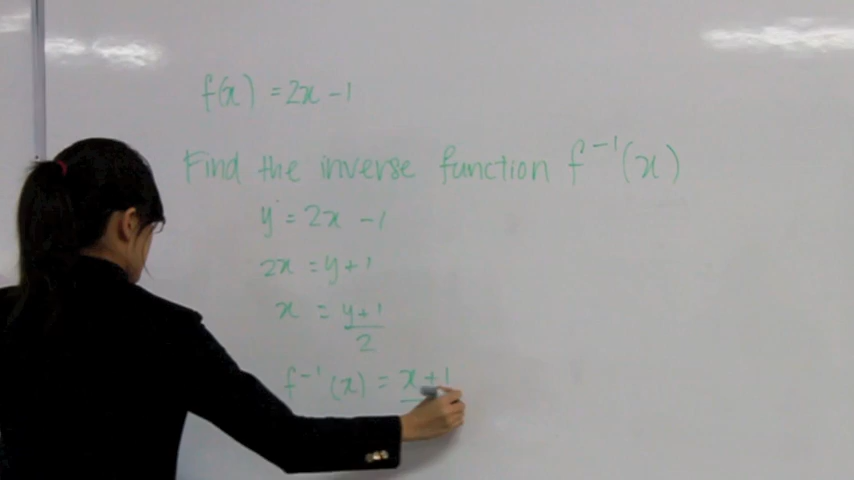 f(x) = 2x - 1
Find the inverse function f⁻¹(x)
y = 2x - 1
2x = y + 1
x = y+1
2
f⁻¹(x) = x+1